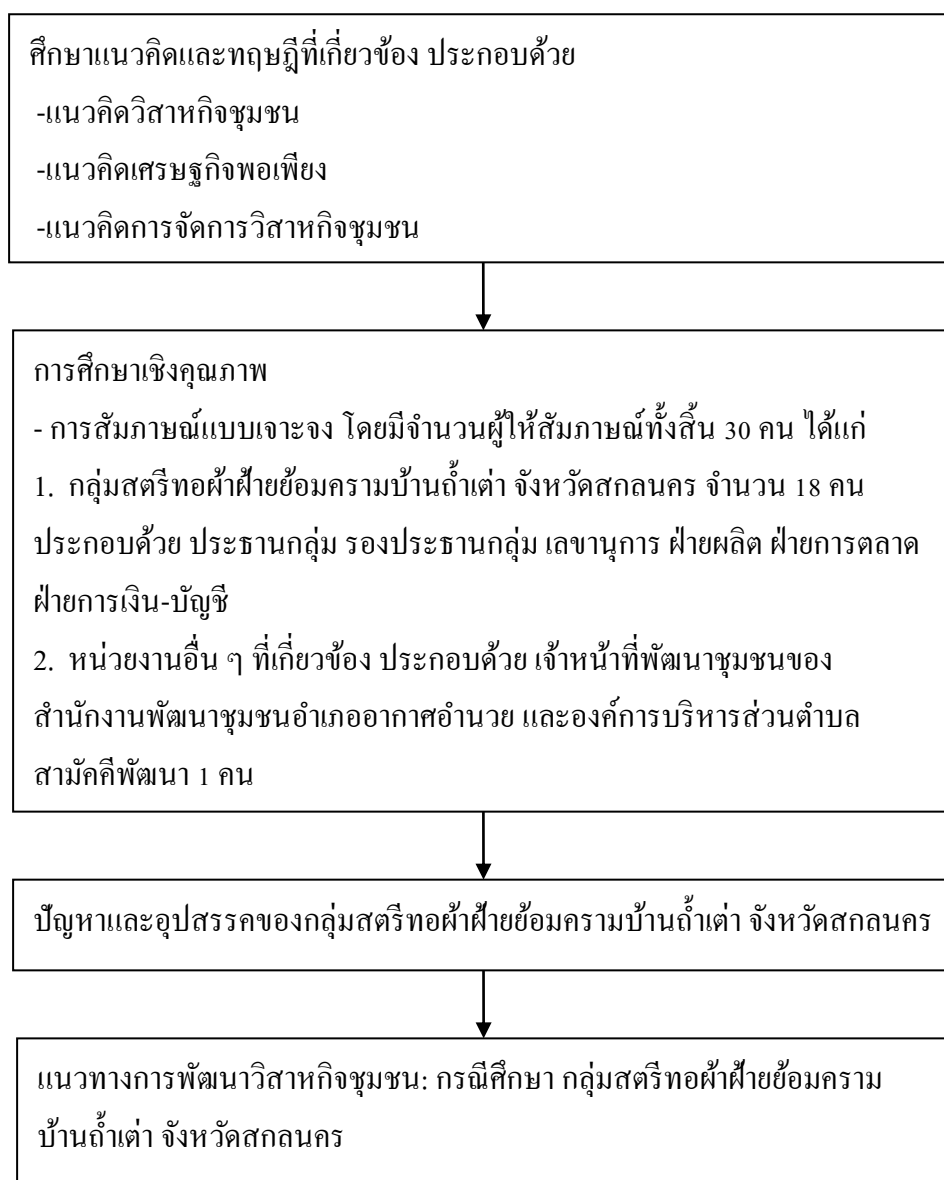 ศึกษาแนวคิดและทฤษฎีที่เกี่ยวข้อง ประกอบด้วย
-แนวคิดวิสาหกิจชุมชน
-แนวคิดเศรษฐกิจพอเพียง
-แนวคิดการจัดการวิสาหกิจชุมชน
การศึกษาเชิงคุณภาพ
- การสัมภาษณ์แบบเจาะจง โดยมีจำนวนผู้ให้สัมภาษณ์ทั้งสิ้น 30 คน ได้แก่
1. กลุ่มสตรีทอผ้าฝ้ายย้อมครามบ้านถ้ำเต่า จังหวัดสกลนคร จำนวน 18 คน
ประกอบด้วย ประธานกลุ่ม รองประธานกลุ่ม เลขานุการ ฝ่ายผลิต ฝ่ายการตลาด
ฝ่ายการเงิน-บัญชี
2. หน่วยงานอื่น ๆ ที่เกี่ยวข้อง ประกอบด้วย เจ้าหน้าที่พัฒนาชุมชนของ
สำนักงานพัฒนาชุมชนอำเภออากาศอำนวย และองค์การบริหารส่วนตำบล
สามัคคีพัฒนา 1 คน
ปัญหาและอุปสรรคของกลุ่มสตรีทอผ้าฝ้ายย้อมครามบ้านถ้ำเต่า จังหวัดสกลนคร
แนวทางการพัฒนาวิสาหกิจชุมชน: กรณีศึกษา กลุ่มสตรีทอผ้าฝ้ายย้อมคราม
บ้านถ้ำเต่า จังหวัดสกลนคร